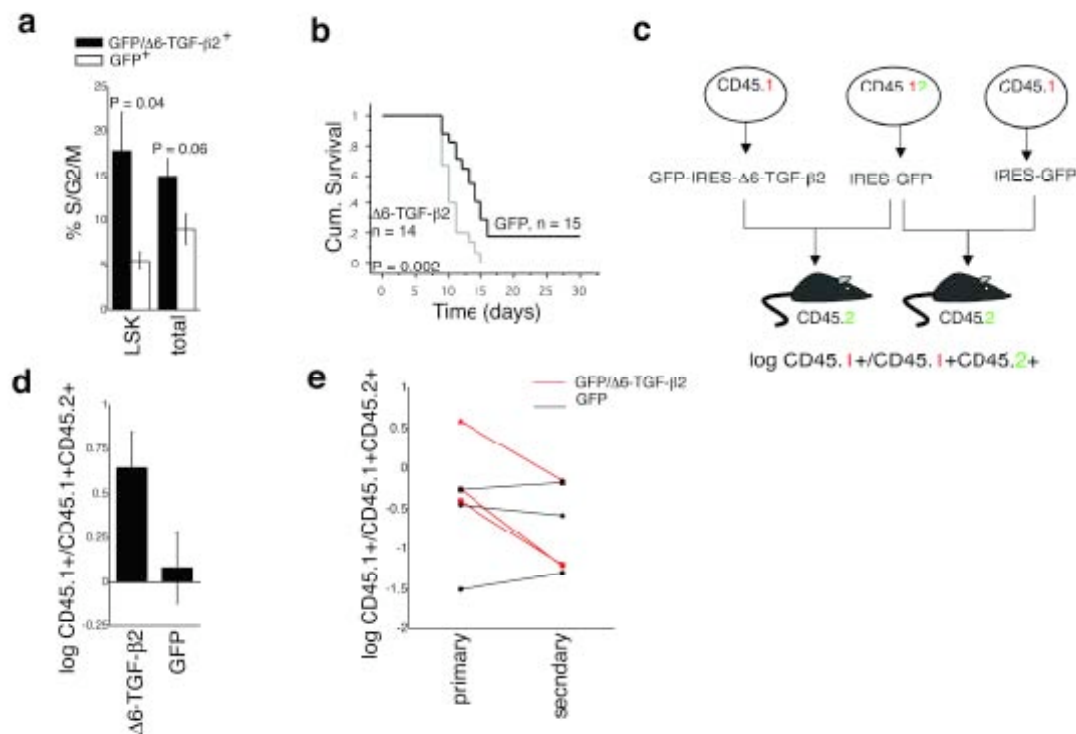 a
GFP/Δ6-TGF-β2+
GFP+
25
20
15
10
5
0
% S/G2/M
P = 0.04
P = 0.06
LSK
total
b
Cum. Survival
1
.8
.6
.4
.2
0
Δ6-TGF-β2
n = 14
P = 0.002
GFP, n = 15
0 5 10 15 20 25 30
Time (days)
c
CD45.1
CD45.12
CD45.1
GFP-IRES-Δ6-TGF-β2
IRES-GFP
IRES-GFP
CD45.2
CD45.2
log CD45.1+/CD45.1+CD45.2+
d
log CD45.1+/CD45.1+CD45.2+
1
0.75
0.5
0.25
0
-0.25
Δ6-TGF-β2
GFP
e
GFP/Δ6-TGF-β2
GFP
log CD45.1+/CD45.1+CD45.2+
1
0.5
0
-0.5
-1
-1.5
-2
primary
secndary